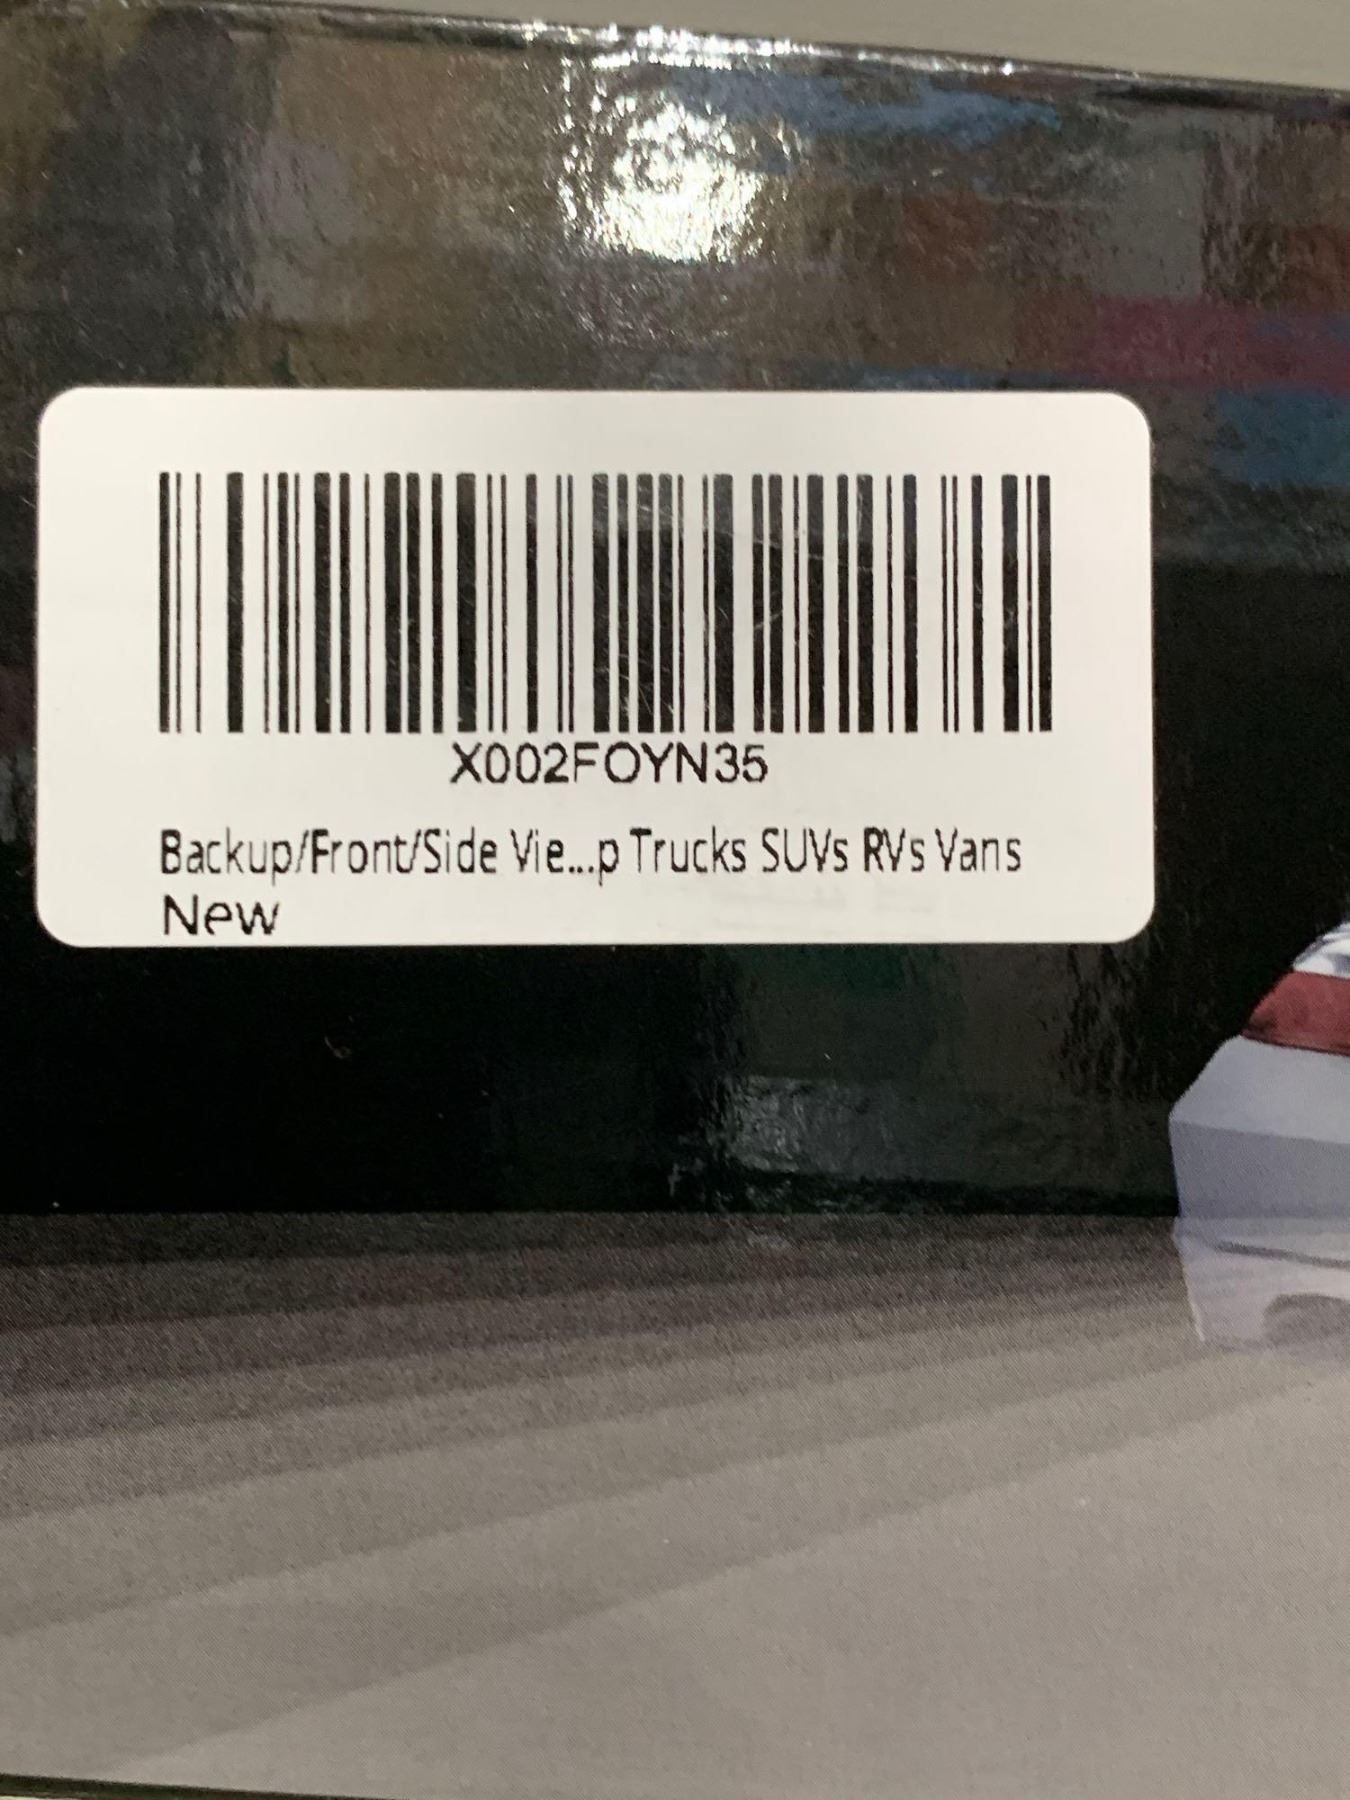 X002FOYN35
Backup/Front/Side Vie...p Trucks SUVs RVs Vans
New